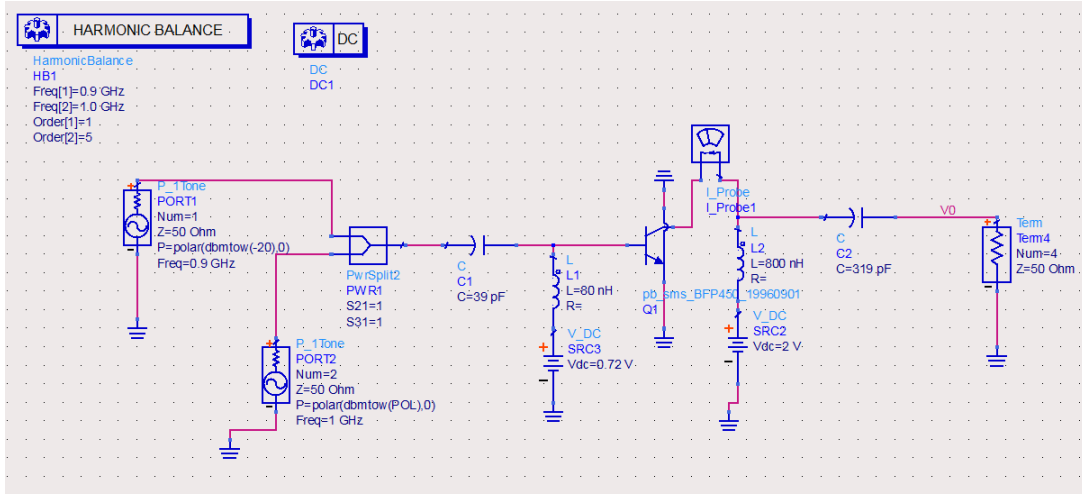 HARMONIC BALANCE
HarmonicBalance
HB1
Freq[1]=0.9 GHz
Freq[2]=1.0 GHz
Order[1]=1
Order[2]=5
DC
DC
DC1
P_1Tone
PORT1
Num=1
Z=50 Ohm
P=polar(dbmtow(-20),0)
Freq=0.9 GHz
P_1Tone
PORT2
Num=2
Z=50 Ohm
P=polar(dbmtow(POL),0)
Freq=1 GHz
PwrSplit2
PWR1
S21=1
S31=1
C
C1
C=39 pF
L
L1
L=80 nH
R=
V_DC
SRC3
Vdc=0.72 V
pb_sms_BFP450_19960901
Q1
I_Probe
I_Probe1
L
L2
L=800 nH
R=
V_DC
SRC2
Vdc=2 V
C
C2
C=319 pF
V0
Term
Term4
Num=4
Z=50 Ohm